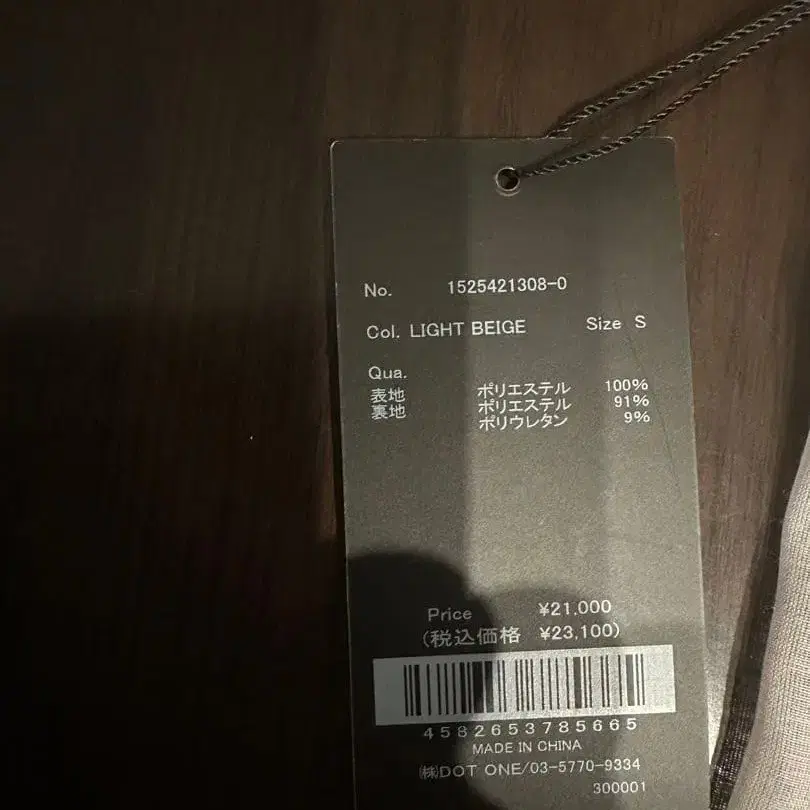 No. 1525421308-0
Col. LIGHT BEIGE Size S
Qua.
表地 ポリエステル 100%
裏地 ポリエステル 91%
ポリウレタン 9%
Price ¥21,000
(税込価格 ¥23,100)
4582653785665
MADE IN CHINA
㈱DOT ONE/03-5770-9334
300001